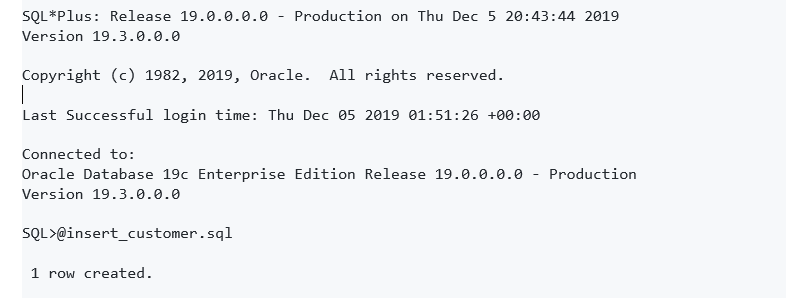 SQL*Plus: Release 19.0.0.0.0 - Production on Thu Dec 5 20:43:44 2019
Version 19.3.0.0.0
Copyright (c) 1982, 2019, Oracle.  All rights reserved.
Last Successful login time: Thu Dec 05 2019 01:51:26 +00:00
Connected to:
Oracle Database 19c Enterprise Edition Release 19.0.0.0.0 - Production
Version 19.3.0.0.0
SQL>@insert_customer.sql
1 row created.